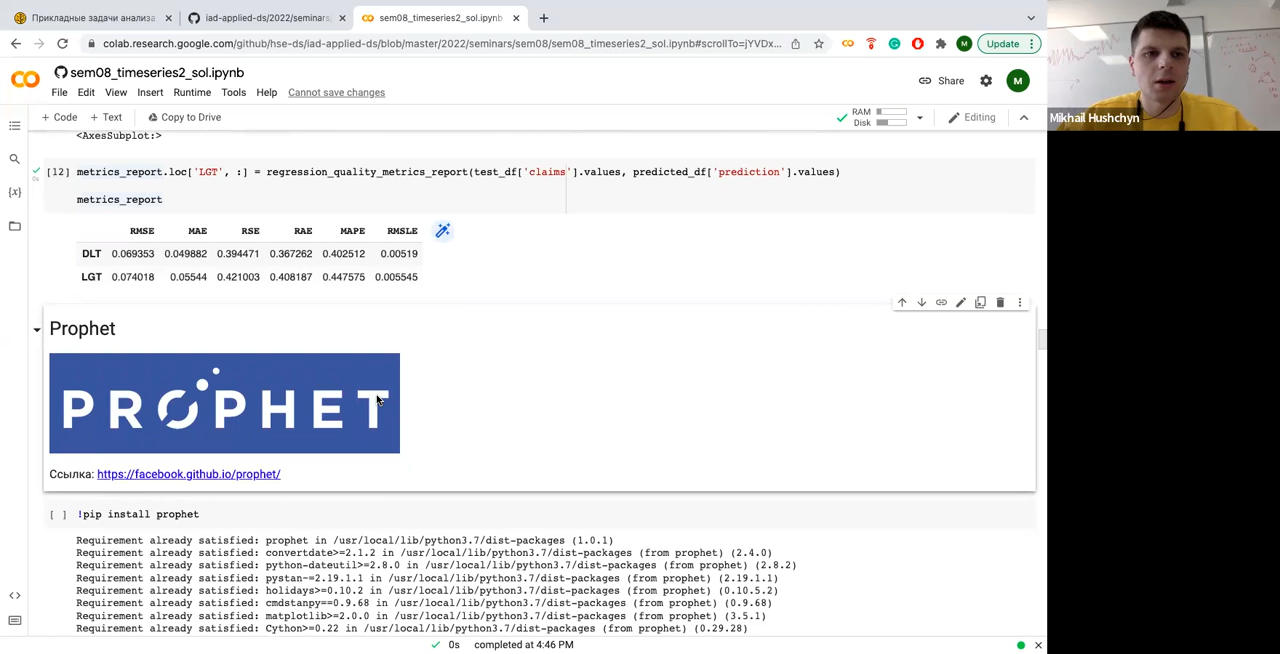 Прикладные задачи анализа
iad-applied-ds/2022/seminars
sem08_timeseries2_sol.ipynb
colab.research.google.com/github/hse-ds/iad-applied-ds/blob/master/2022/seminars/sem08/sem08_timeseries2_sol.ipynb#scrollTo=jYVDx...
M
Update
sem08_timeseries2_sol.ipynb
File Edit View Insert Runtime Tools Help Cannot save changes
Share
M
+ Code + Text Copy to Drive
RAM
Disk
Editing
Mikhail Hushchyn
<AxesSubplot:>
[12] metrics_report.loc['LGT', :] = regression_quality_metrics_report(test_df['claims'].values, predicted_df['prediction'].values)
0s
metrics_report
RMSE MAE RSE RAE MAPE RMSLE
DLT 0.069353 0.049882 0.394471 0.367262 0.402512 0.00519
LGT 0.074018 0.05544 0.421003 0.408187 0.447575 0.005545
Prophet
PROPHET
Ссылка: https://facebook.github.io/prophet/
[ ] !pip install prophet
Requirement already satisfied: prophet in /usr/local/lib/python3.7/dist-packages (1.0.1)
Requirement already satisfied: convertdate>=2.1.2 in /usr/local/lib/python3.7/dist-packages (from prophet) (2.4.0)
Requirement already satisfied: python-dateutil>=2.8.0 in /usr/local/lib/python3.7/dist-packages (from prophet) (2.8.2)
Requirement already satisfied: pystan~=2.19.1.1 in /usr/local/lib/python3.7/dist-packages (from prophet) (2.19.1.1)
Requirement already satisfied: holidays>=0.10.2 in /usr/local/lib/python3.7/dist-packages (from prophet) (0.10.5.2)
Requirement already satisfied: cmdstanpy==0.9.68 in /usr/local/lib/python3.7/dist-packages (from prophet) (0.9.68)
Requirement already satisfied: matplotlib>=2.0.0 in /usr/local/lib/python3.7/dist-packages (from prophet) (3.5.1)
Requirement already satisfied: Cython>=0.22 in /usr/local/lib/python3.7/dist-packages (from prophet) (0.29.28)
0s completed at 4:46 PM